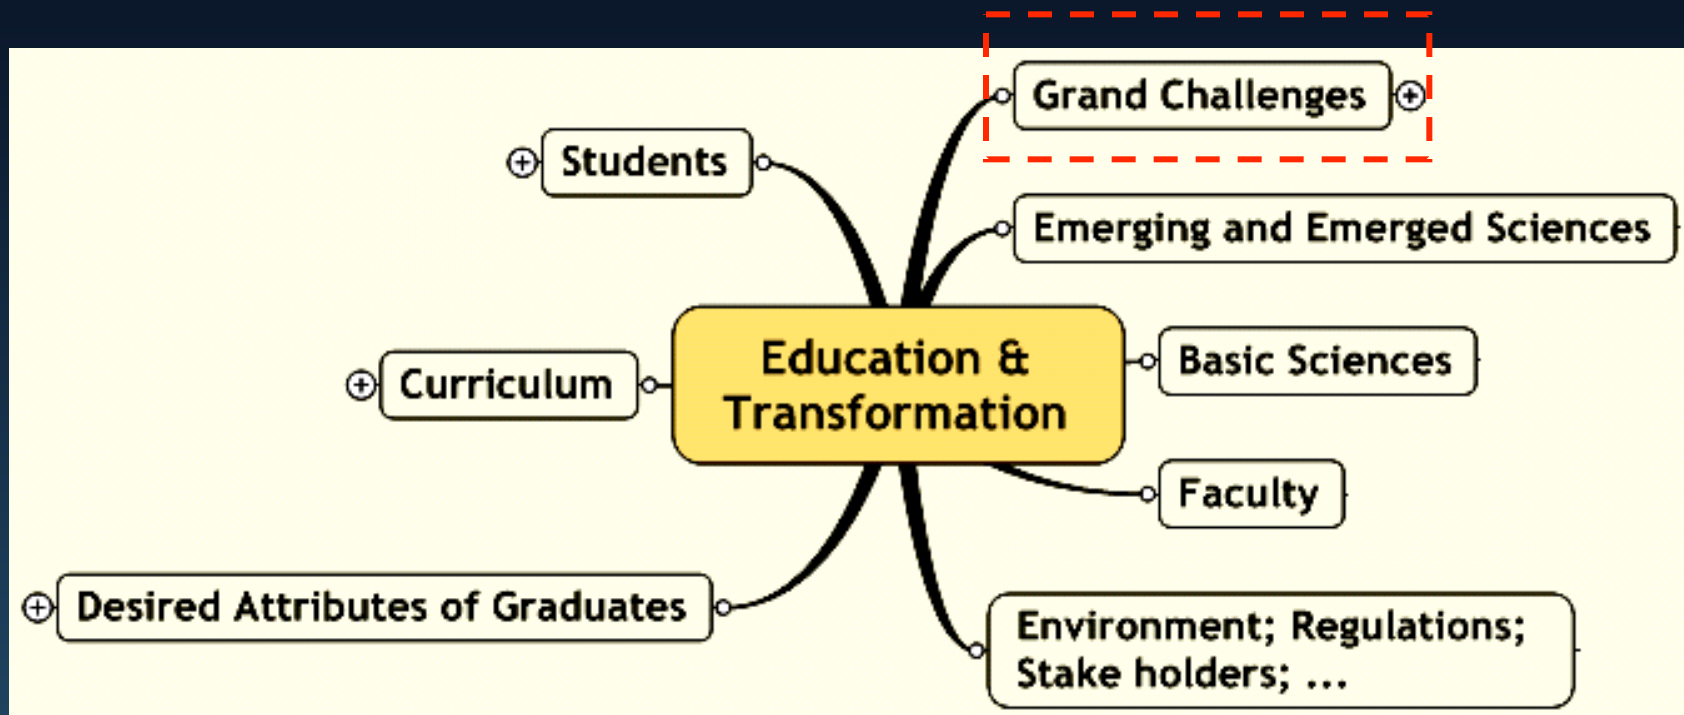 Grand Challenges
Students
Emerging and Emerged Sciences
Education &
Transformation
Basic Sciences
Curriculum
Faculty
Desired Attributes of Graduates
Environment; Regulations;
Stake holders; ...